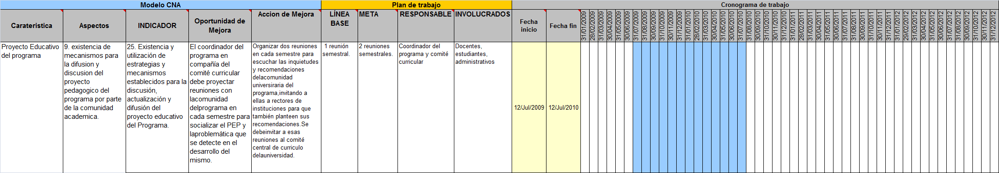 Modelo CNA
Plan de trabajo
Cronograma de trabajo
Carateristica
Aspectos
INDICADOR
Oportunidad de
Mejora
Accion de Mejora
LÍNEA
BASE
META
RESPONSABLE
INVOLUCRADOS
Fecha
inicio
Fecha fin
31/01/2009
28/02/2009
31/03/2009
30/04/2009
31/05/2009
30/06/2009
31/07/2009
31/08/2009
30/09/2009
31/10/2009
30/11/2009
31/12/2009
31/01/2010
28/02/2010
31/03/2010
30/04/2010
31/05/2010
30/06/2010
31/07/2010
31/08/2010
30/09/2010
31/10/2010
30/11/2010
31/12/2010
31/01/2011
28/02/2011
31/03/2011
30/04/2011
31/05/2011
30/06/2011
31/07/2011
31/08/2011
30/09/2011
31/10/2011
30/11/2011
31/12/2011
31/01/2012
29/02/2012
31/03/2012
30/04/2012
31/05/2012
30/06/2012
31/07/2012
31/08/2012
30/09/2012
31/10/2012
30/11/2012
31/12/2012
Proyecto Educativo
del programa
9. existencia de
mecanismos para
la difusion y
discusion del
proyecto
pedagogico del
programa por parte
de la comunidad
academica.
25. Existencia y
utilización de
estrategias y
mecanismos
establecidos para la
discusión,
actualización y
difusión del
proyecto educativo
del Programa.
El coordinador del
programa en
compañía del
comité curricular
debe proyectar
reuniones con
lacomunidad
delprograma en
cada semestre para
socializar el PEP y
laproblemática que
se detecte en el
desarrollo del
mismo.
Organizar dos reuniones
en cada semestre para
escuchar las inquietudes
y recomendaciones
delacomunidad
universiraria del
programa,invitando a
ellas a rectores de
instituciones para que
también planteen sus
recomendaciones.Se
debeinvitar a esas
reuniones al comité
central de curriculo
delauniversidad.
1 reunión
semestral.
2 reuniones
semestrales.
Coordinador del
programa y comité
curricular
Docentes,
estudiantes,
administrativos
12/Jul/2009
12/Jul/2010